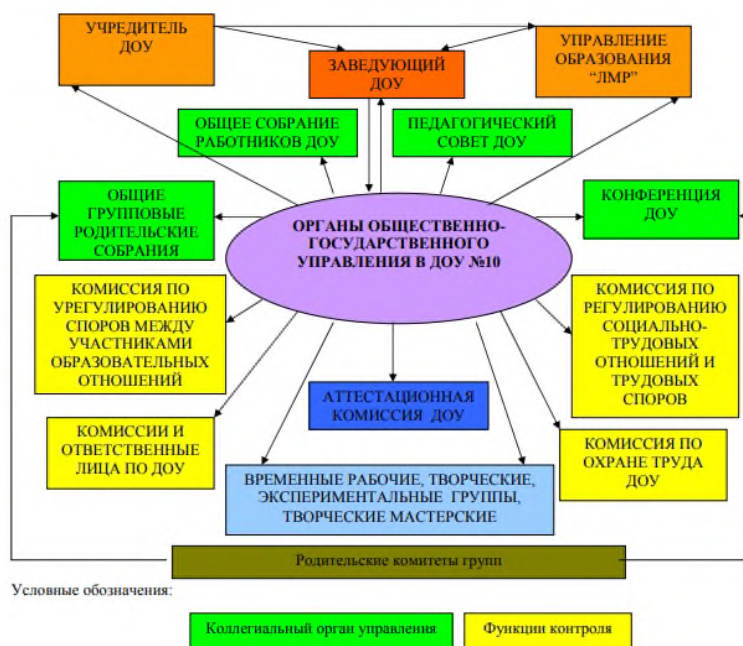 УЧРЕДИТЕЛЬ
ДОУ
ЗАВЕДУЮЩИЙ
ДОУ
УПРАВЛЕНИЕ
ОБРАЗОВАНИЯ
“ЛМР”
ОБЩЕЕ СОБРАНИЕ
РАБОТНИКОВ ДОУ
ПЕДАГОГИЧЕСКИЙ
СОВЕТ ДОУ
ОБЩИЕ
ГРУППОВЫЕ
РОДИТЕЛЬСКИЕ
СОБРАНИЯ
ОРГАНЫ ОБЩЕСТВЕННО-
ГОСУДАРСТВЕННОГО
УПРАВЛЕНИЯ В ДОУ №10
КОНФЕРЕНЦИЯ
ДОУ
КОМИССИЯ ПО
УРЕГУЛИРОВАНИЮ
СПОРОВ МЕЖДУ
УЧАСТНИКАМИ
ОБРАЗОВАТЕЛЬНЫХ
ОТНОШЕНИЙ
КОМИССИЯ ПО
РЕГУЛИРОВАНИЮ
СОЦИАЛЬНО-
ТРУДОВЫХ
ОТНОШЕНИЙ И
ТРУДОВЫХ
СПОРОВ
АТТЕСТАЦИОННАЯ
КОМИССИЯ ДОУ
КОМИССИИ И
ОТВЕТСТВЕННЫЕ
ЛИЦА ПО ДОУ
КОМИССИЯ ПО
ОХРАНЕ ТРУДА
ДОУ
ВРЕМЕННЫЕ РАБОЧИЕ, ТВОРЧЕСКИЕ,
ЭКСПЕРИМЕНТАЛЬНЫЕ ГРУППЫ,
ТВОРЧЕСКИЕ МАСТЕРСКИЕ
Родительские комитеты групп
Условные обозначения:
Коллегиальный орган управления
Функции контроля